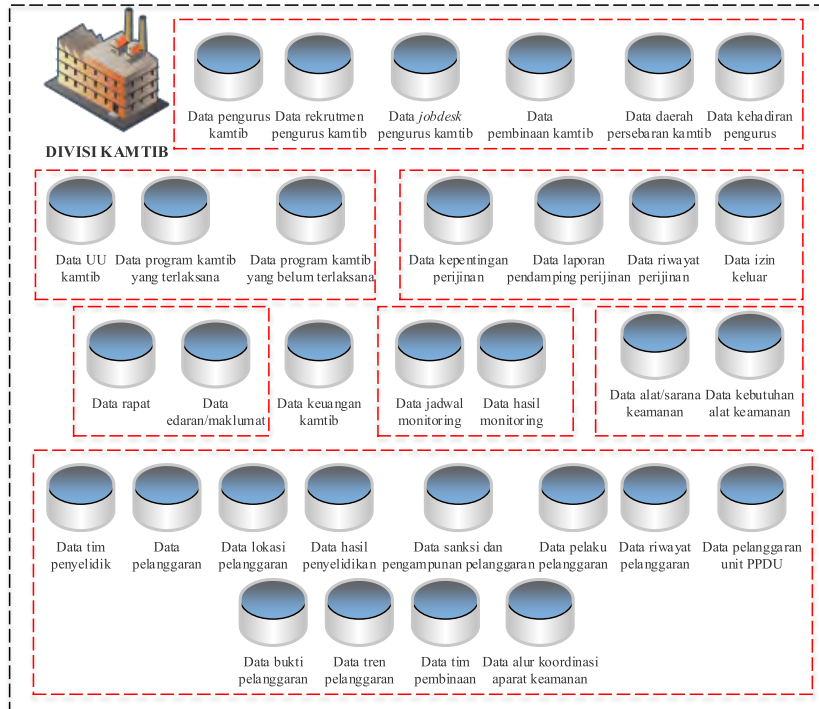 Data pengurus
kamtib
Data rekrutmen
pengurus kamtib
Data jobdesk
pengurus kamtib
Data
pembinaan kamtib
Data daerah
persebaran kamtib
Data kehadiran
pengurus
DIVISI KAMTIB
Data UU
kamtib
Data program kamtib
yang terlaksana
Data program kamtib
yang belum terlaksana
Data kepentingan
perijinan
Data laporan
pendamping perijinan
Data riwayat
perijinan
Data izin
keluar
Data rapat
Data
edaran/maklumat
Data keuangan
kamtib
Data jadwal
monitoring
Data hasil
monitoring
Data alat/sarana
keamanan
Data kebutuhan
alat keamanan
Data tim
penyelidik
Data
pelanggaran
Data lokasi
pelanggaran
Data hasil
penyelidikan
Data sanksi dan
pengampunan pelanggaran
Data pelaku
pelanggaran
Data riwayat
pelanggaran
Data pelanggaran
unit PPDU
Data bukti
pelanggaran
Data tren
pelanggaran
Data tim
pembinaan
Data alur koordinasi
aparat keamanan